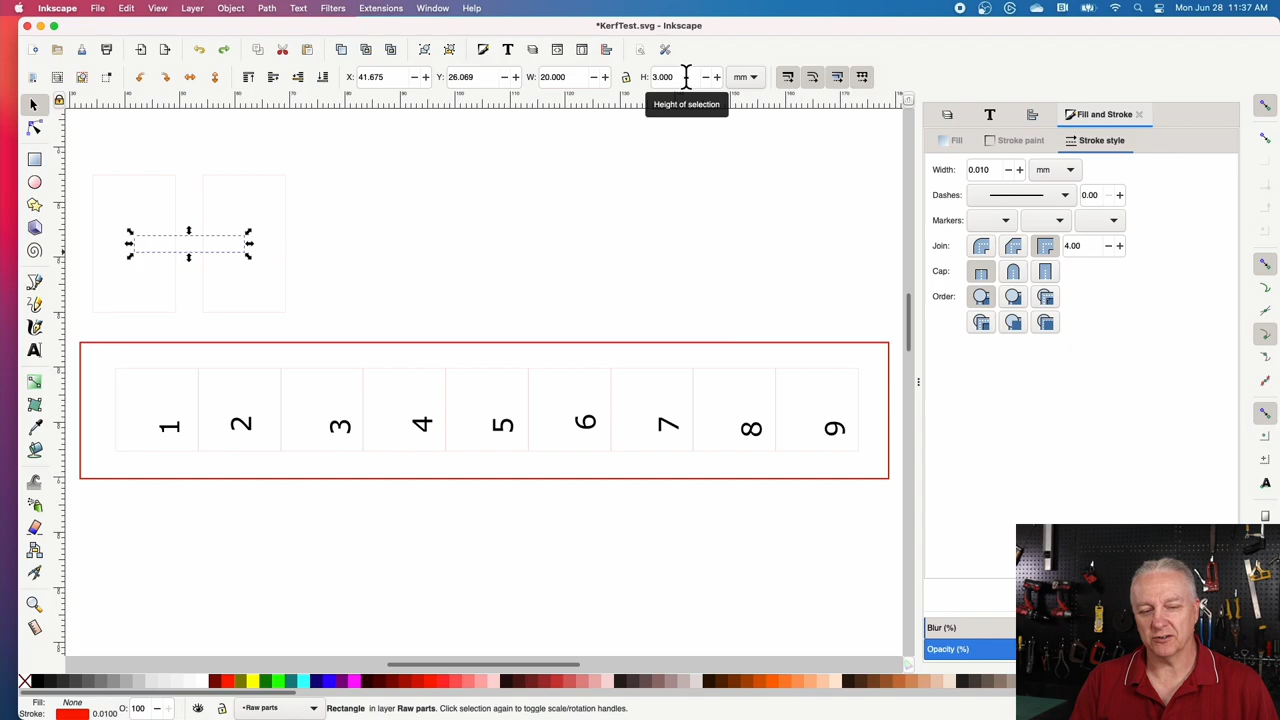 Inkscape File Edit View Layer Object Path Text Filters Extensions Window Help Mon Jun 28 11:37 AM
*KerfTest.svg - Inkscape
X: 41.675 Y: 26.069 W: 20.000 H: 3.000 mm
Height of selection
Fill and Stroke
Fill Stroke paint Stroke style
Width: 0.010 mm
Dashes: 0.00
Markers:
Join: 4.00
Cap:
Order:
1 2 3 4 5 6 7 8 9
Blur (%)
Opacity (%)
Fill: None
Stroke: 0.0100 O: 100 •Raw parts Rectangle in layer Raw parts. Click selection again to toggle scale/rotation handles.